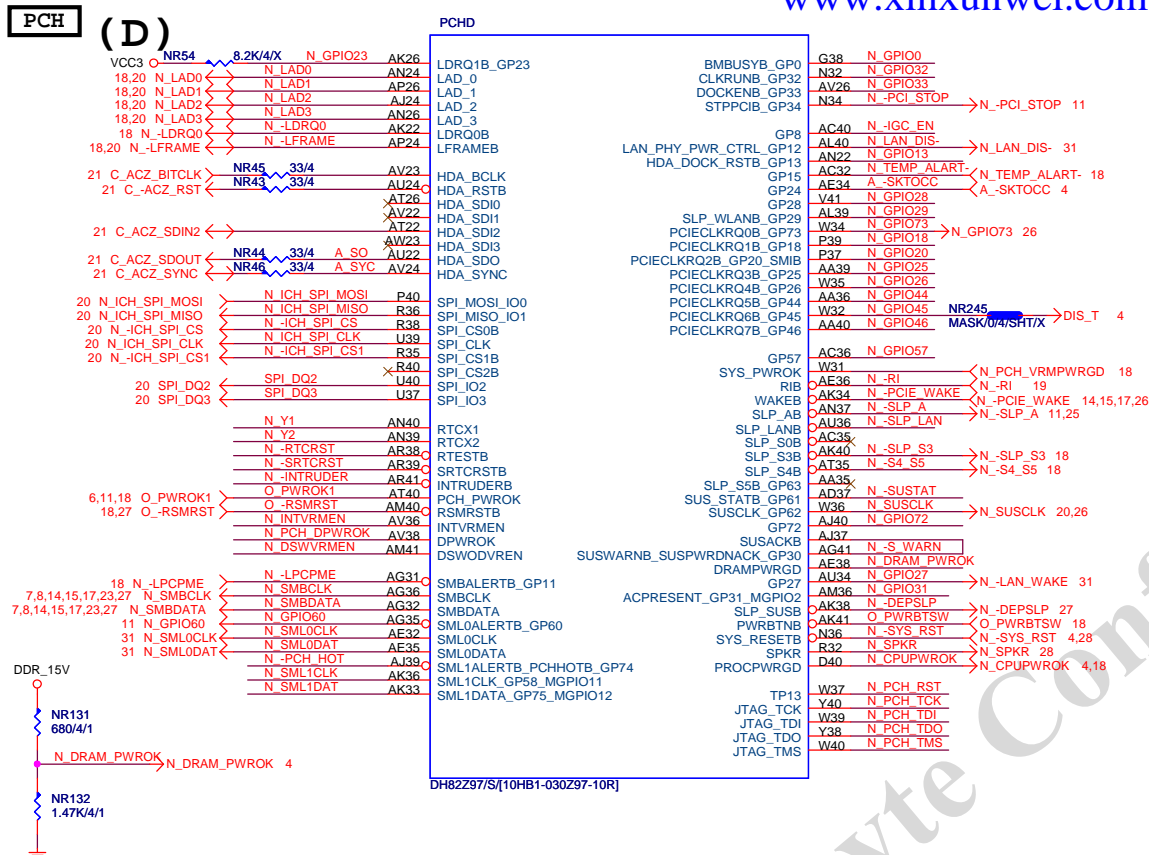 www.xinxunwei.com
PCH
(D)
PCHD
VCC3 NR54 8.2K/4/X N_GPIO23 AK26 LDRQ1B_GP23
18,20 N_LAD0 N_LAD0 AN24 LAD_0
18,20 N_LAD1 N_LAD1 AP26 LAD_1
18,20 N_LAD2 N_LAD2 AJ24 LAD_2
18,20 N_LAD3 N_LAD3 AN26 LAD_3
18 N_-LDRQ0 N_-LDRQ0 AK22 LDRQ0B
18,20 N_-LFRAME N_-LFRAME AP24 LFRAMEB
21 C_ACZ_BITCLK NR45 33/4 AV23 HDA_BCLK
21 C_-ACZ_RST NR43 33/4 AU24 HDA_RSTB
AT26 HDA_SDI0
AV22 HDA_SDI1
21 C_ACZ_SDIN2 AT22 HDA_SDI2
AW23 HDA_SDI3
21 C_ACZ_SDOUT NR44 33/4 A_SO AU22 HDA_SDO
21 C_ACZ_SYNC NR46 33/4 A_SYC AV24 HDA_SYNC
20 N_ICH_SPI_MOSI N_ICH_SPI_MOSI P40 SPI_MOSI_IO0
20 N_ICH_SPI_MISO N_ICH_SPI_MISO R36 SPI_MISO_IO1
20 N_-ICH_SPI_CS N_-ICH_SPI_CS R38 SPI_CS0B
20 N_ICH_SPI_CLK N_ICH_SPI_CLK U39 SPI_CLK
20 N_-ICH_SPI_CS1 N_-ICH_SPI_CS1 R35 SPI_CS1B
R40 SPI_CS2B
20 SPI_DQ2 SPI_DQ2 U40 SPI_IO2
20 SPI_DQ3 SPI_DQ3 U37 SPI_IO3
N_Y1 AN40 RTCX1
N_Y2 AN39 RTCX2
N_-RTCRST AR38 RTESTB
N_-SRTCRST AR39 SRTCRSTB
N_-INTRUDER AR41 INTRUDERB
6,11,18 O_PWROK1 O_PWROK1 AT40 PCH_PWROK
18,27 O_-RSMRST O_-RSMRST AM40 RSMRSTB
N_INTVRMEN AV36 INTVRMEN
N_PCH_DPWROK AV38 DPWROK
N_DSWVRMEN AM41 DSWODVREN
18 N_-LPCPME N_-LPCPME AG31 SMBALERTB_GP11
7,8,14,15,17,23,27 N_SMBCLK N_SMBCLK AG36 SMBCLK
7,8,14,15,17,23,27 N_SMBDATA N_SMBDATA AG32 SMBDATA
11 N_GPIO60 N_GPIO60 AG35 SML0ALERTB_GP60
31 N_SML0CLK N_SML0CLK AE32 SML0CLK
31 N_SML0DAT N_SML0DAT AE35 SML0DATA
N_-PCH_HOT AJ39 SML1ALERTB_PCHHOTB_GP74
N_SML1CLK AK36 SML1CLK_GP58_MGPIO11
N_SML1DAT AK33 SML1DATA_GP75_MGPIO12
BMBUSYB_GP0 G38 N_GPIO0
CLKRUNB_GP32 N32 N_GPIO32
DOCKENB_GP33 AV26 N_GPIO33
STPPCIB_GP34 N34 N_-PCI_STOP N_-PCI_STOP 11
GP8 AC40 N_-IGC_EN
LAN_PHY_PWR_CTRL_GP12 AL40 N_LAN_DIS- N_LAN_DIS- 31
HDA_DOCK_RSTB_GP13 AN22 N_GPIO13
GP15 AC32 N_TEMP_ALART- N_TEMP_ALART- 18
GP24 AE34 A_-SKTOCC A_-SKTOCC 4
GP28 V41 N_GPIO28
SLP_WLANB_GP29 AL39 N_GPIO29
PCIECLKRQ0B_GP73 W34 N_GPIO73 N_GPIO73 26
PCIECLKRQ1B_GP18 P39 N_GPIO18
PCIECLKRQ2B_GP20_SMIB P37 N_GPIO20
PCIECLKRQ3B_GP25 AA39 N_GPIO25
PCIECLKRQ4B_GP26 W35 N_GPIO26
PCIECLKRQ5B_GP44 AA36 N_GPIO44
PCIECLKRQ6B_GP45 W32 N_GPIO45 NR245 MASK/0/4/SHT/X DIS_T 4
PCIECLKRQ7B_GP46 AA40 N_GPIO46
GP57 AC36 N_GPIO57
SYS_PWROK W31 N_PCH_VRMPWRGD 18
RIB AE36 N_-RI N_-RI 19
WAKEB AK34 N_-PCIE_WAKE N_-PCIE_WAKE 14,15,17,26
SLP_AB AN37 N_-SLP_A N_-SLP_A 11,25
SLP_LANB AU36 N_-SLP_LAN
SLP_S0B AC35
SLP_S3B AK40 N_-SLP_S3 N_-SLP_S3 18
SLP_S4B AT35 N_-S4_S5 N_-S4_S5 18
SLP_S5B_GP63 AA35
SUS_STATB_GP61 AD37 N_-SUSTAT
SUSCLK_GP62 W36 N_SUSCLK N_SUSCLK 20,26
GP72 AJ40 N_GPIO72
SUSACKB AJ37
SUSWARNB_SUSPWRDNACK_GP30 AG41 N_-S_WARN
DRAMPWRGD AE38 N_DRAM_PWROK
GP27 AU34 N_GPIO27 N_-LAN_WAKE 31
ACPRESENT_GP31_MGPIO2 AM36 N_GPIO31
SLP_SUSB AK38 N_-DEPSLP N_-DEPSLP 27
PWRBTNB AK41 O_PWRBTSW O_PWRBTSW 18
SYS_RESETB N36 N_-SYS_RST N_-SYS_RST 4,28
SPKR R32 N_SPKR N_SPKR 28
PROCPWRGD D40 N_CPUPWROK N_CPUPWROK 4,18
TP13 W37 N_PCH_RST
JTAG_TCK Y40 N_PCH_TCK
JTAG_TDI W39 N_PCH_TDI
JTAG_TDO Y38 N_PCH_TDO
JTAG_TMS W40 N_PCH_TMS
DH82Z97/S/[10HB1-030Z97-10R]
DDR_15V
NR131
680/4/1
N_DRAM_PWROK N_DRAM_PWROK 4
NR132
1.47K/4/1